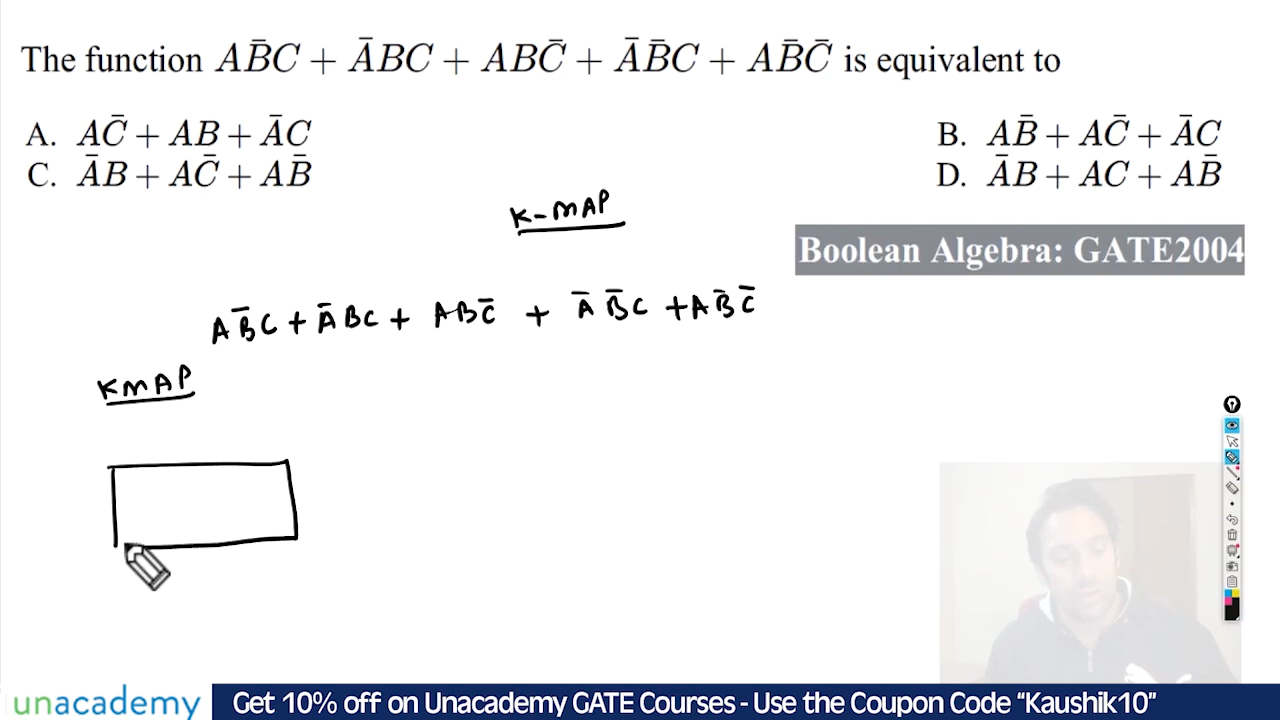 The function AB̄C + ĀBC + ABC̄ + ĀB̄C + AB̄C̄ is equivalent to
A. AC̄ + AB + ĀC
B. AB̄ + AC̄ + ĀC
C. ĀB + AC̄ + AB̄
D. ĀB + AC + AB̄
K-MAP
Boolean Algebra: GATE2004
AB̄C + ĀBC + ABC̄ + ĀB̄C + AB̄C̄
KMAP
unacademy
Get 10% off on Unacademy GATE Courses - Use the Coupon Code “Kaushik10”